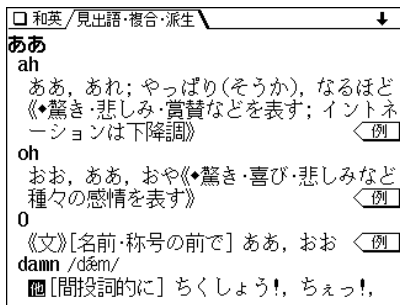 和英/見出語・複合・派生
ああ
ah
ああ, あれ; やっぱり(そうか), なるほど
《◆驚き・悲しみ・賞賛などを表す; イントネ
ーションは下降調》 例
oh
おお, ああ, おや《◆驚き・喜び・悲しみなど
種々の感情を表す》 例
O
《文》[名前・称号の前で] ああ, おお 例
damn /dǽm/
他[間投詞的に] ちくしょう!, ちぇっ!,